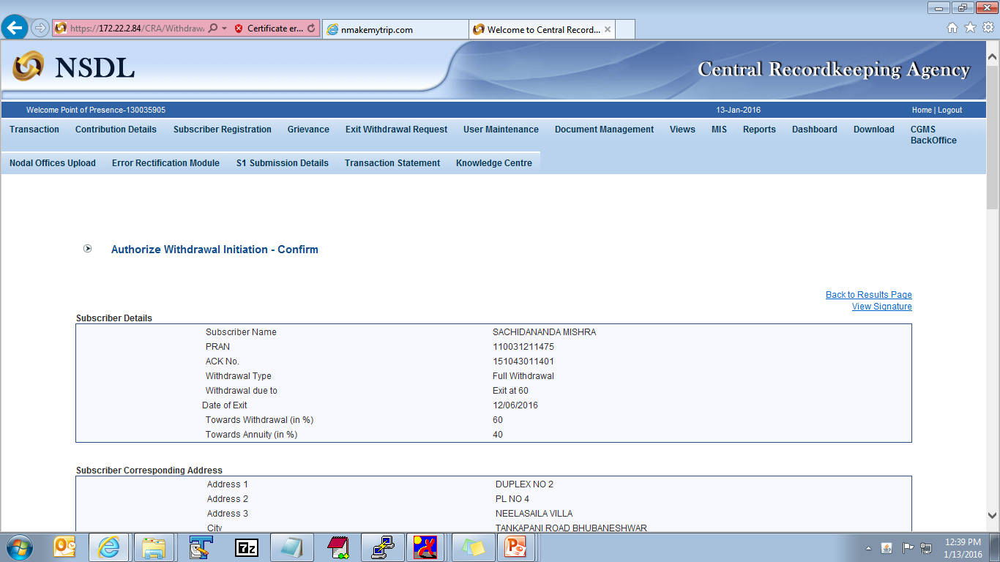 https://172.22.2.84/CRA/Withdraw Certificate er... nmakemytrip.com Welcome to Central Record...
NSDL Central Recordkeeping Agency
Welcome Point of Presence-130035905 13-Jan-2016 Home | Logout
Transaction Contribution Details Subscriber Registration Grievance Exit Withdrawal Request User Maintenance Document Management Views MIS Reports Dashboard Download CGMS
BackOffice
Nodal Offices Upload Error Rectification Module S1 Submission Details Transaction Statement Knowledge Centre
Authorize Withdrawal Initiation - Confirm
Back to Results Page
View Signature
Subscriber Details
Subscriber Name SACHIDANANDA MISHRA
PRAN 110031211475
ACK No. 151043011401
Withdrawal Type Full Withdrawal
Withdrawal due to Exit at 60
Date of Exit 12/06/2016
Towards Withdrawal (in %) 60
Towards Annuity (in %) 40
Subscriber Corresponding Address
Address 1 DUPLEX NO 2
Address 2 PL NO 4
Address 3 NEELASAILA VILLA
City TANKAPANI ROAD BHUBANESHWAR
7z
12:39 PM
1/13/2016